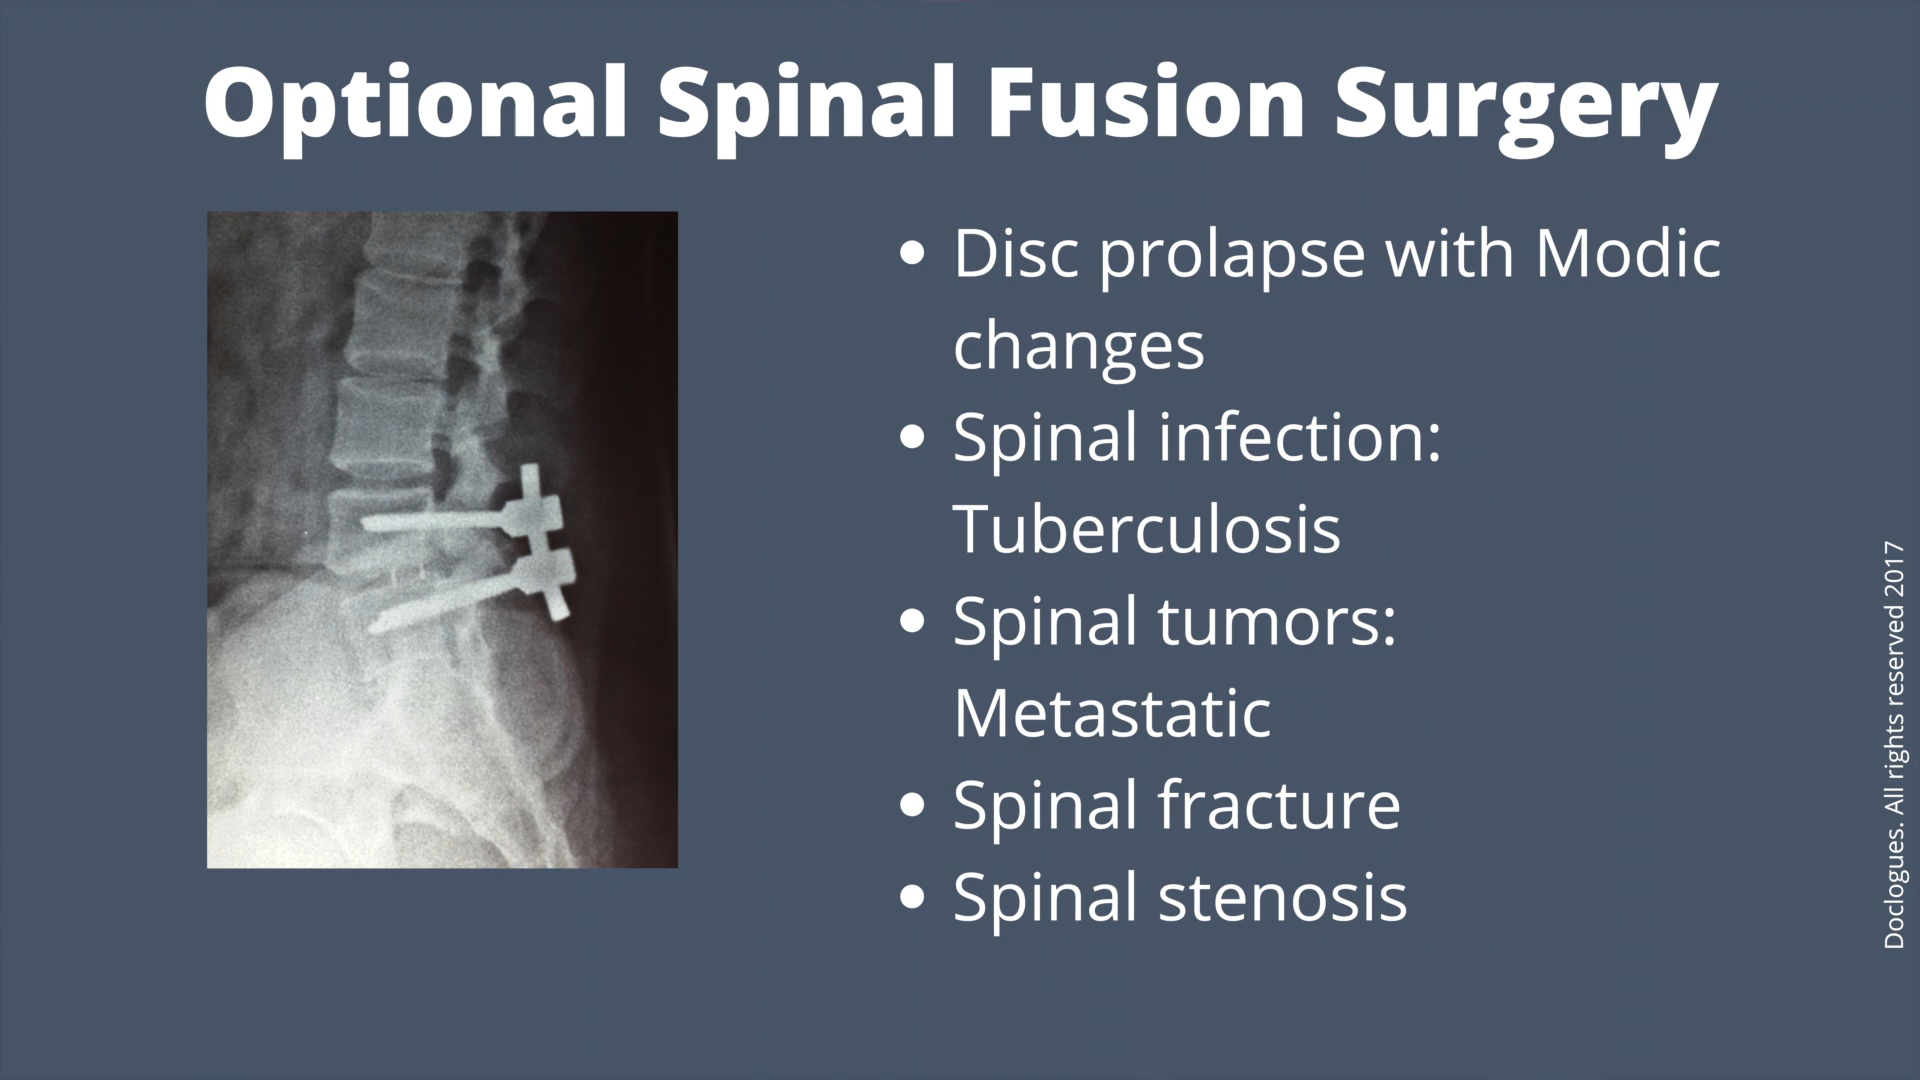 Optional Spinal Fusion Surgery
• Disc prolapse with Modic
changes
• Spinal infection:
Tuberculosis
• Spinal tumors:
Metastatic
• Spinal fracture
• Spinal stenosis
Doclogues. All rights reserved 2017